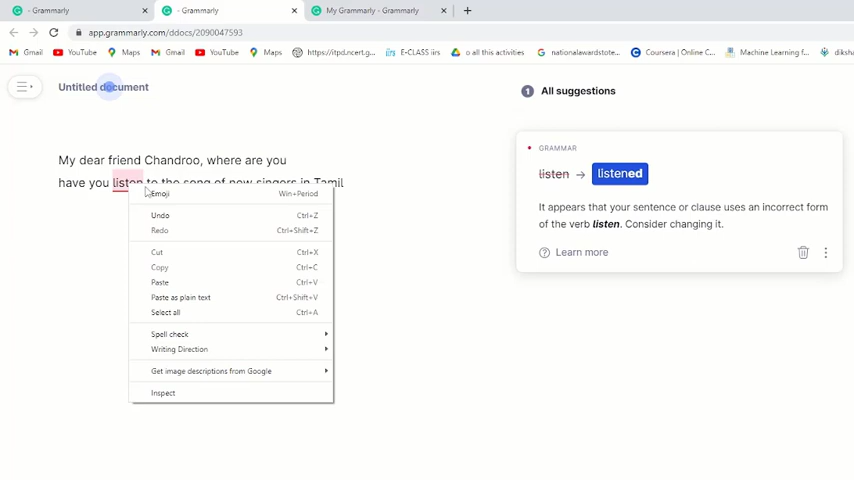 - Grammarly
- Grammarly
My Grammarly - Grammarly
app.grammarly.com/ddocs/2090047593
Gmail YouTube Maps Gmail YouTube Maps https://itpd.ncert.g... E-CLASS iirs o all this activities nationalawardstote... Coursera | Online C... Machine Learning f... diksha
Untitled document
My dear friend Chandroo, where are you
have you listen to the song of new singers in Tamil
Emoji Win+Period
Undo Ctrl+Z
Redo Ctrl+Shift+Z
Cut Ctrl+X
Copy Ctrl+C
Paste Ctrl+V
Paste as plain text Ctrl+Shift+V
Select all Ctrl+A
Spell check
Writing Direction
Get image descriptions from Google
Inspect
1 All suggestions
GRAMMAR
listen → listened
It appears that your sentence or clause uses an incorrect form
of the verb listen. Consider changing it.
Learn more